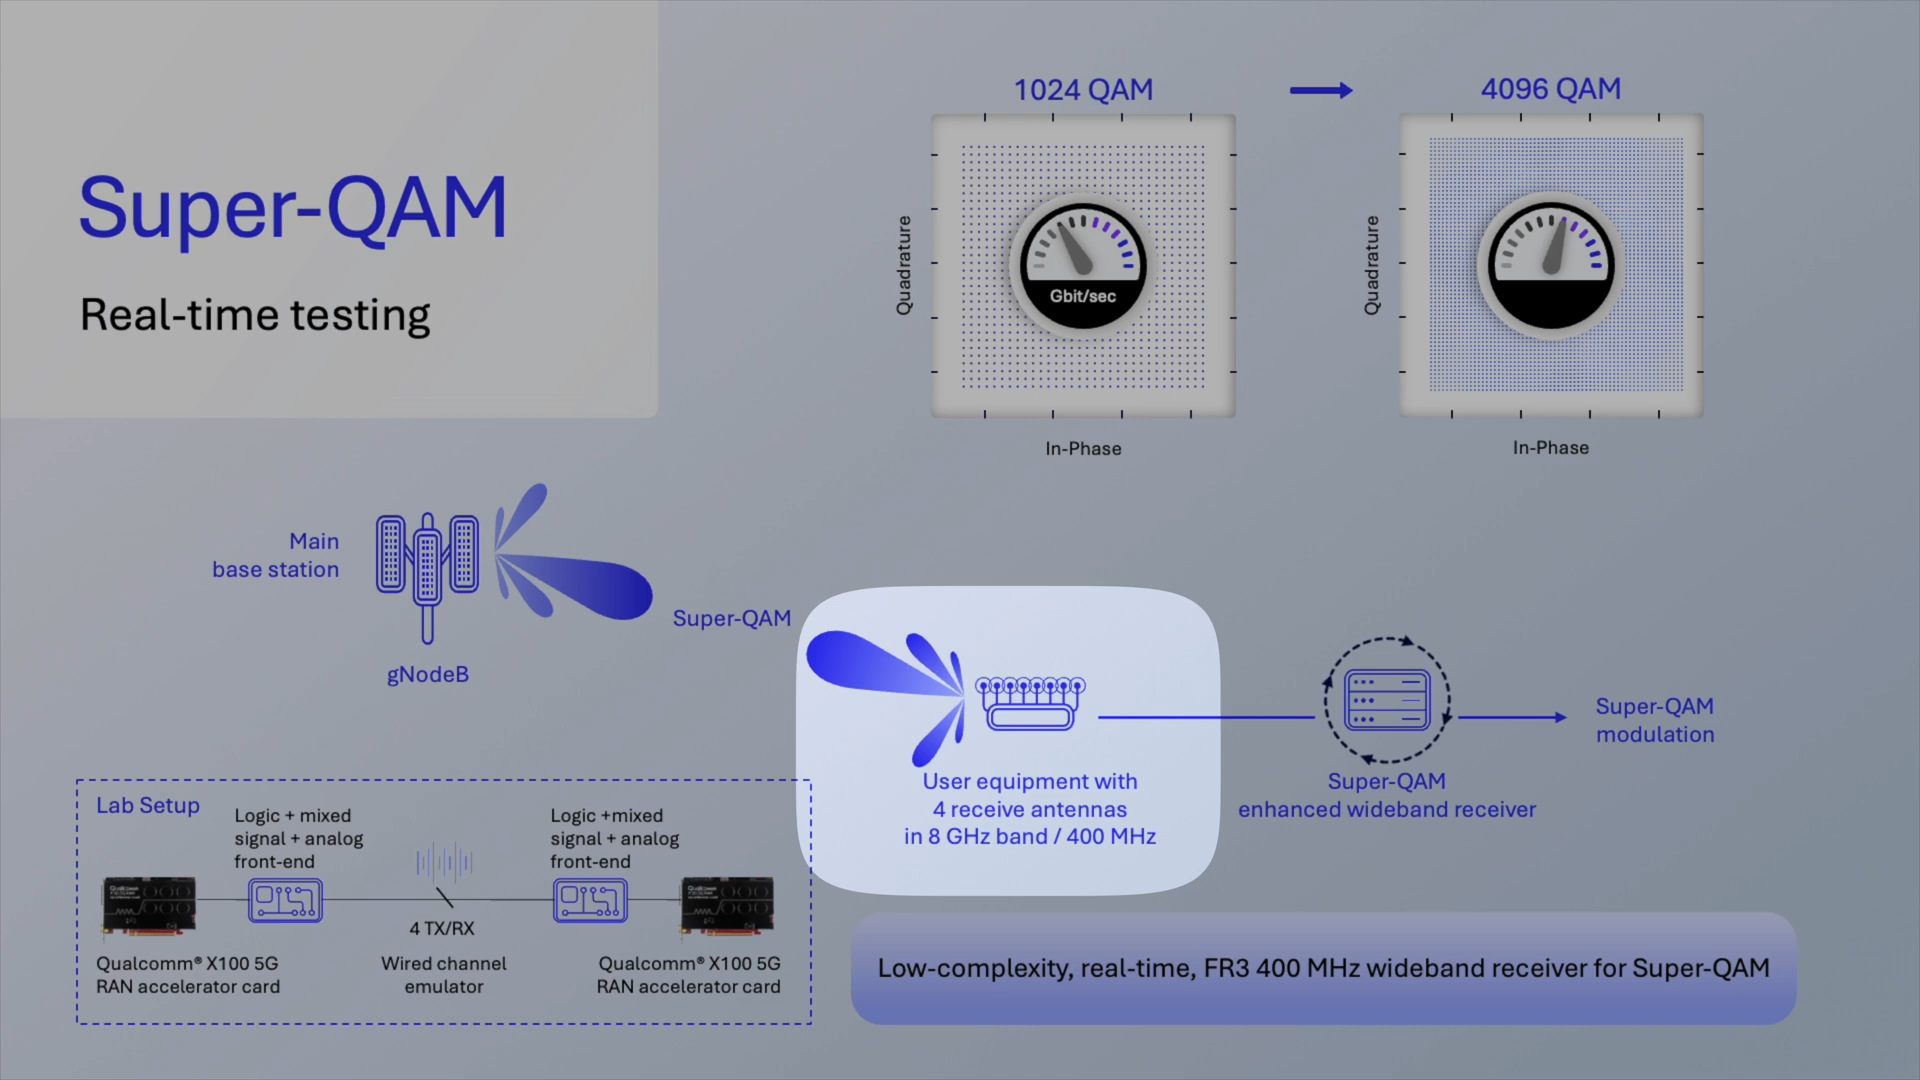 Super-QAM
Real-time testing
1024 QAM
4096 QAM
Quadrature
Gbit/sec
In-Phase
Quadrature
In-Phase
Main
base station
gNodeB
Super-QAM
User equipment with
4 receive antennas
in 8 GHz band / 400 MHz
Super-QAM
enhanced wideband receiver
Super-QAM
modulation
Lab Setup
Logic + mixed
signal + analog
front-end
Logic +mixed
signal + analog
front-end
4 TX/RX
Qualcomm® X100 5G
RAN accelerator card
Wired channel
emulator
Qualcomm® X100 5G
RAN accelerator card
Low-complexity, real-time, FR3 400 MHz wideband receiver for Super-QAM